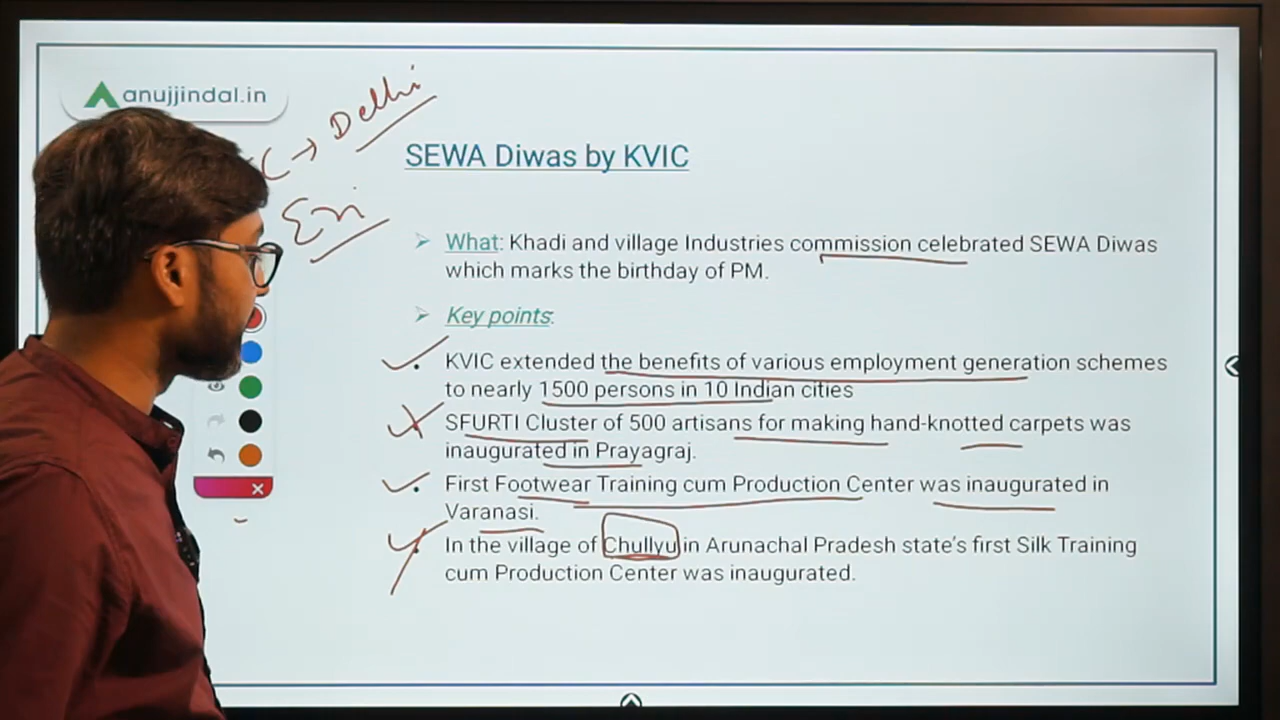 anujjindal.in
C → Delhi
Eri
SEWA Diwas by KVIC
What: Khadi and village Industries commission celebrated SEWA Diwas
which marks the birthday of PM.
Key points:
KVIC extended the benefits of various employment generation schemes
to nearly 1500 persons in 10 Indian cities
SFURTI Cluster of 500 artisans for making hand-knotted carpets was
inaugurated in Prayagraj.
First Footwear Training cum Production Center was inaugurated in
Varanasi.
In the village of Chullyu in Arunachal Pradesh state's first Silk Training
cum Production Center was inaugurated.